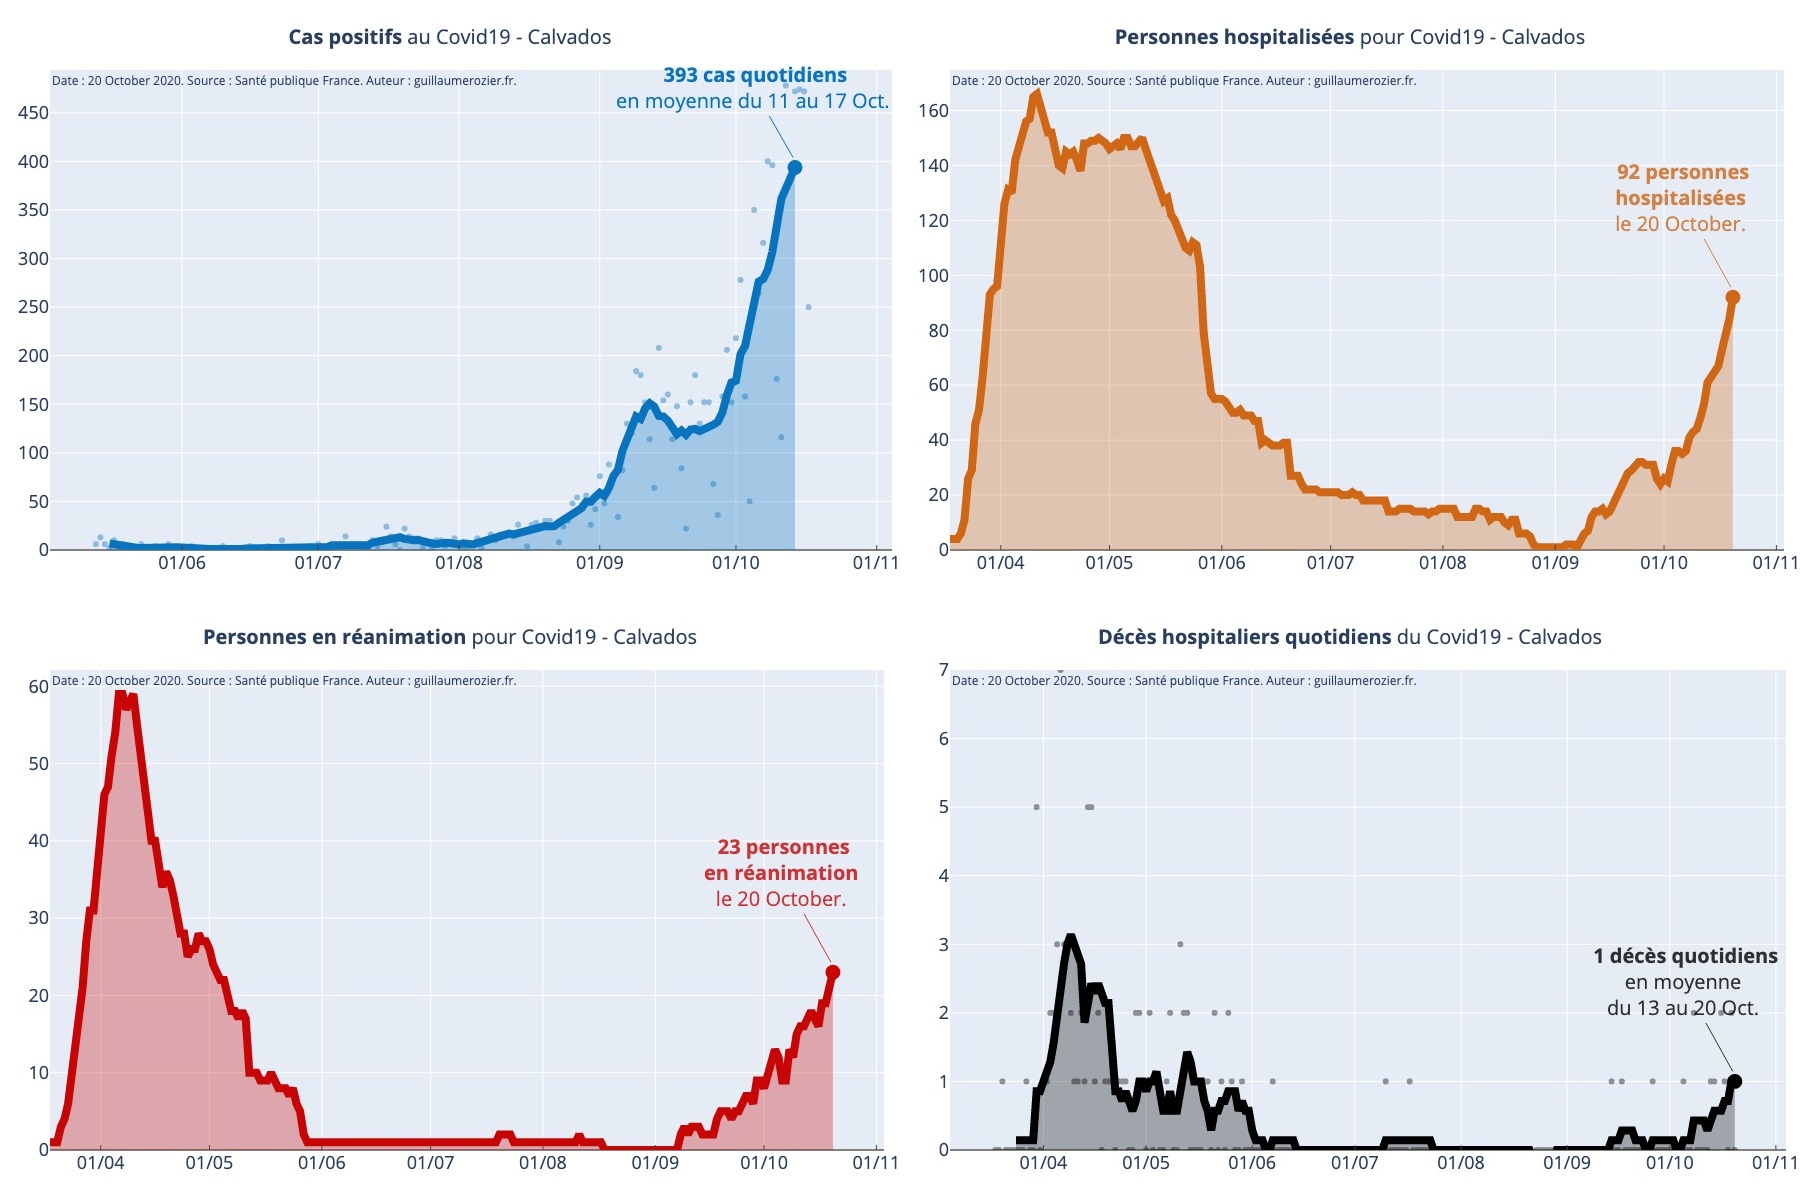 Cas positifs au Covid19 - Calvados
Date : 20 October 2020. Source : Santé publique France. Auteur : guillaumerozier.fr.
393 cas quotidiens
en moyenne du 11 au 17 Oct.
450
400
350
300
250
200
150
100
50
0
01/06 01/07 01/08 01/09 01/10 01/11
Personnes hospitalisées pour Covid19 - Calvados
Date : 20 October 2020. Source : Santé publique France. Auteur : guillaumerozier.fr.
92 personnes
hospitalisées
le 20 October.
160
140
120
100
80
60
40
20
0
01/04 01/05 01/06 01/07 01/08 01/09 01/10 01/11
Personnes en réanimation pour Covid19 - Calvados
Date : 20 October 2020. Source : Santé publique France. Auteur : guillaumerozier.fr.
23 personnes
en réanimation
le 20 October.
60
50
40
30
20
10
0
01/04 01/05 01/06 01/07 01/08 01/09 01/10 01/11
Décès hospitaliers quotidiens du Covid19 - Calvados
Date : 20 October 2020. Source : Santé publique France. Auteur : guillaumerozier.fr.
1 décès quotidiens
en moyenne
du 13 au 20 Oct.
7
6
5
4
3
2
1
0
01/04 01/05 01/06 01/07 01/08 01/09 01/10 01/11